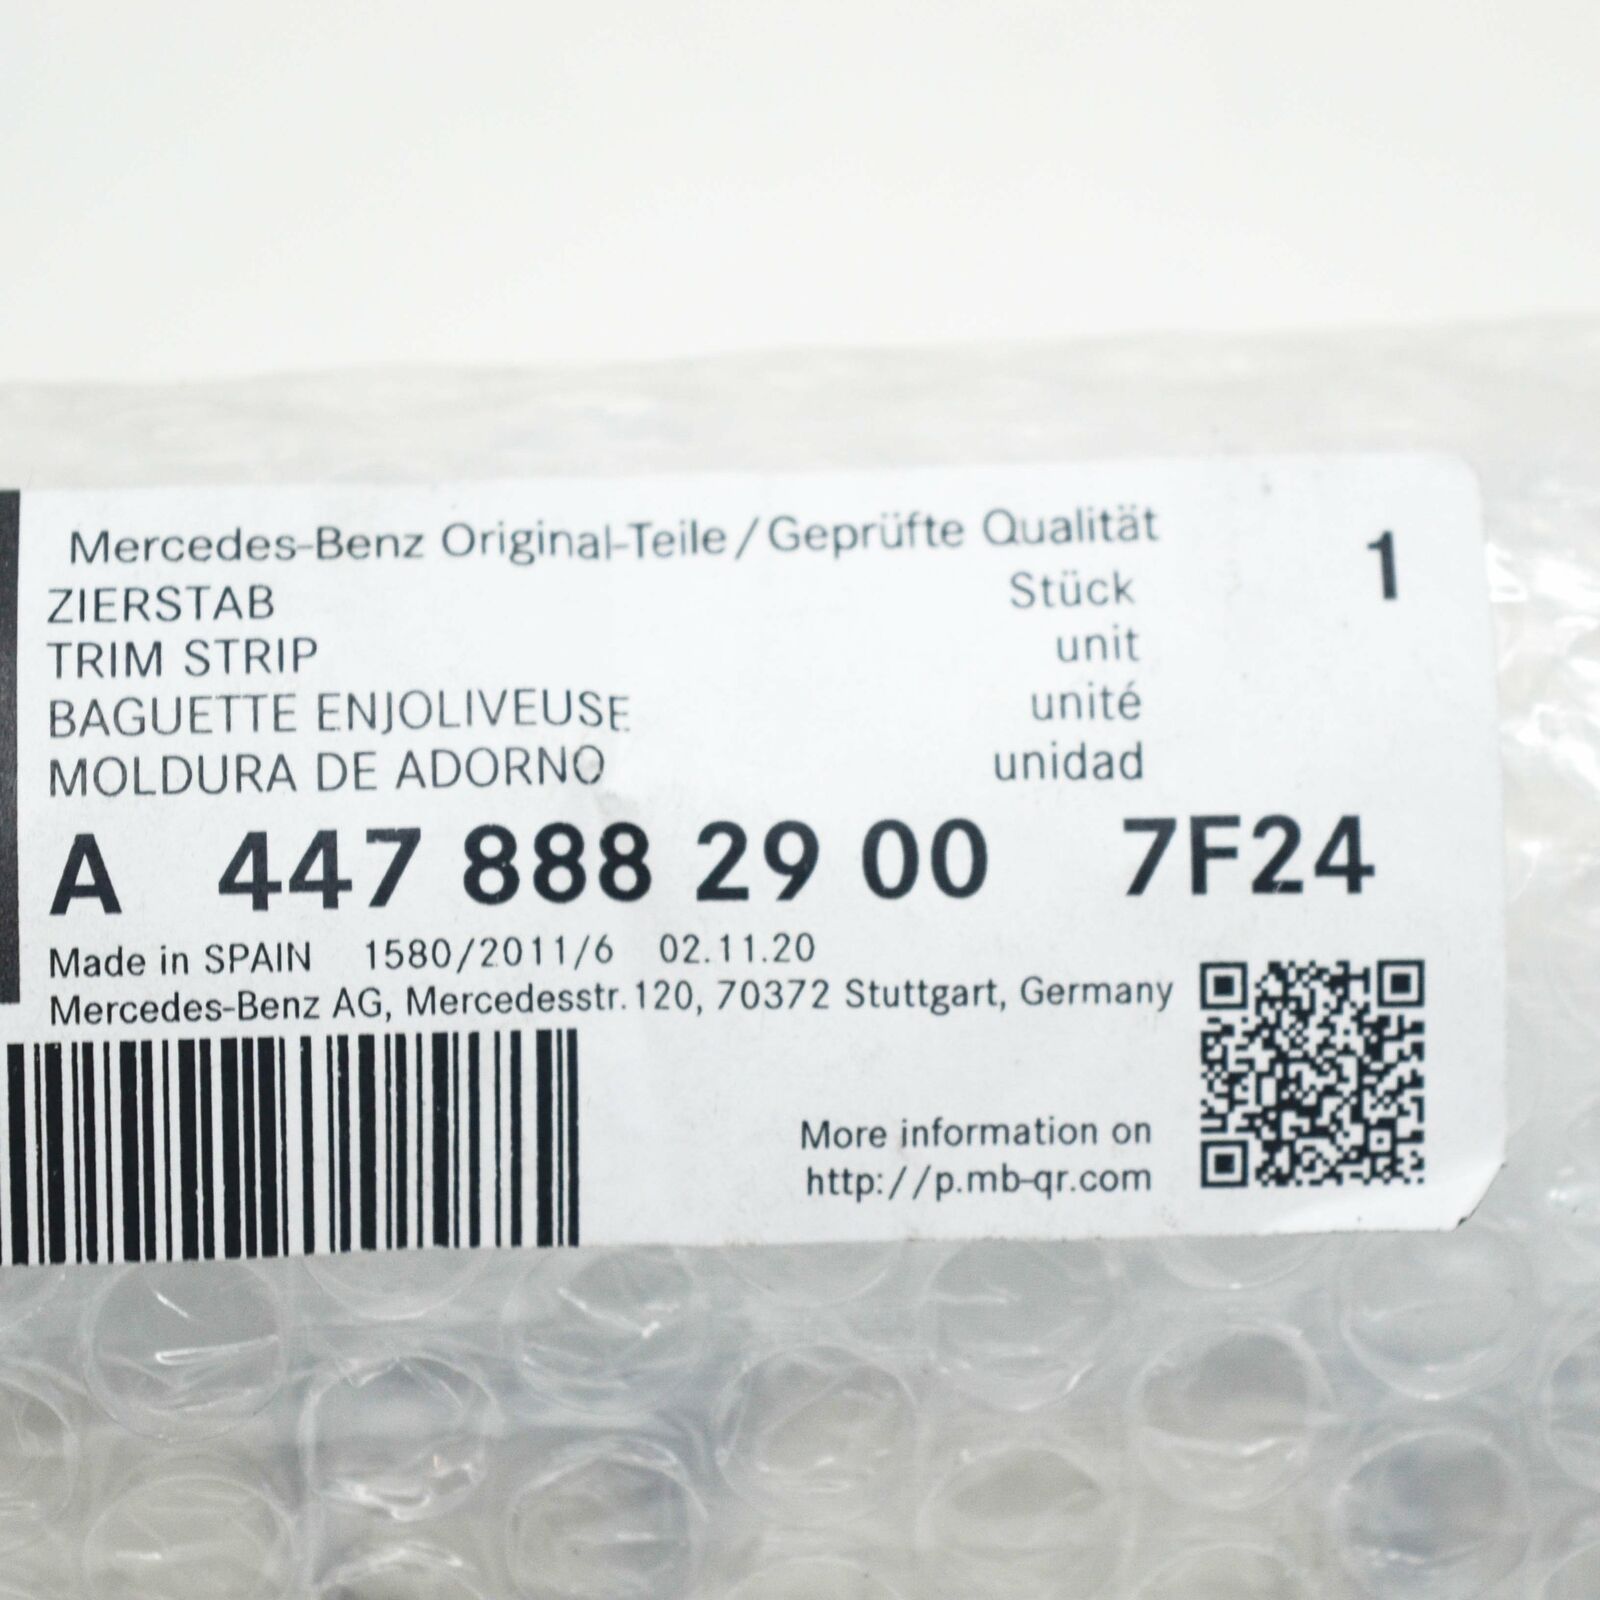 Mercedes-Benz Original-Teile/Geprüfte Qualität
ZIERSTAB Stück 1
TRIM STRIP unit
BAGUETTE ENJOLIVEUSE unité
MOLDURA DE ADORNO unidad
A 447 888 29 00 7F24
Made in SPAIN 1580/2011/6 02.11.20
Mercedes-Benz AG, Mercedesstr.120, 70372 Stuttgart, Germany
More information on
http://p.mb-qr.com